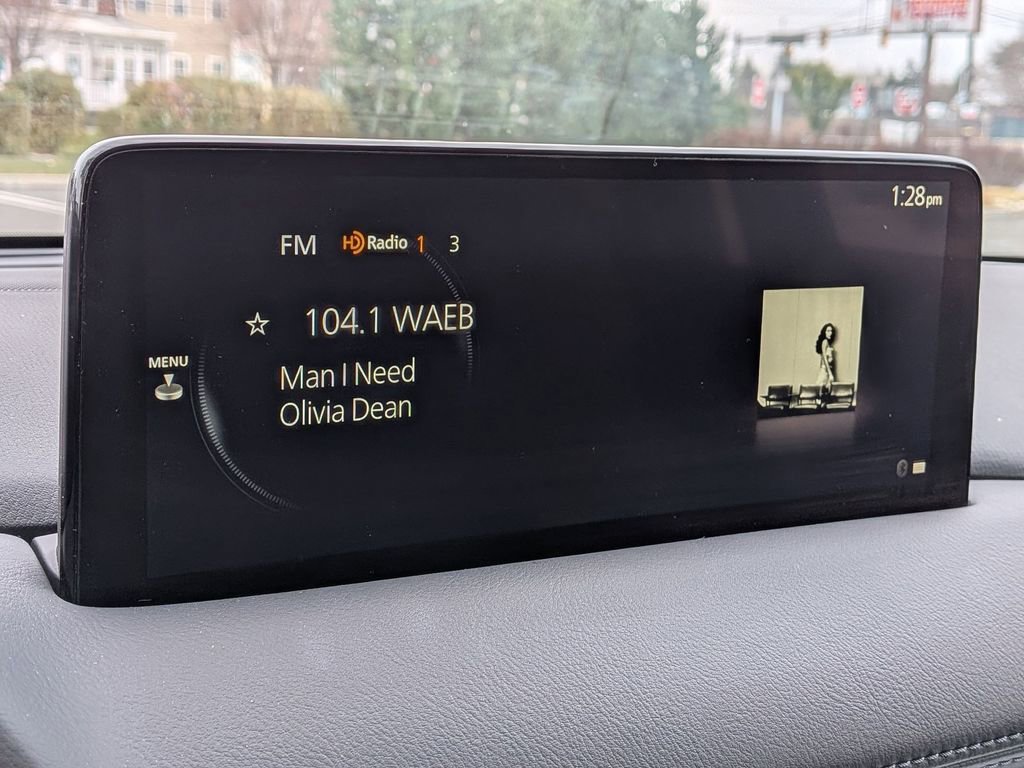 1:28pm
FM HD Radio 1 3
104.1 WAEB
MENU
Man I Need
Olivia Dean